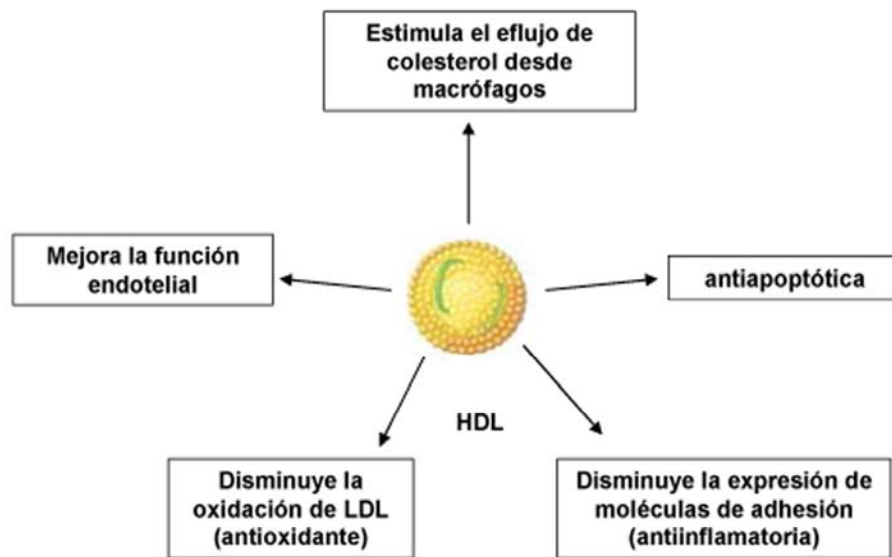 Estimula el eflujo de
colesterol desde
macrófagos
Mejora la función
endotelial
antiapoptótica
HDL
Disminuye la
oxidación de LDL
(antioxidante)
Disminuye la expresión de
moléculas de adhesión
(antiinflamatoria)